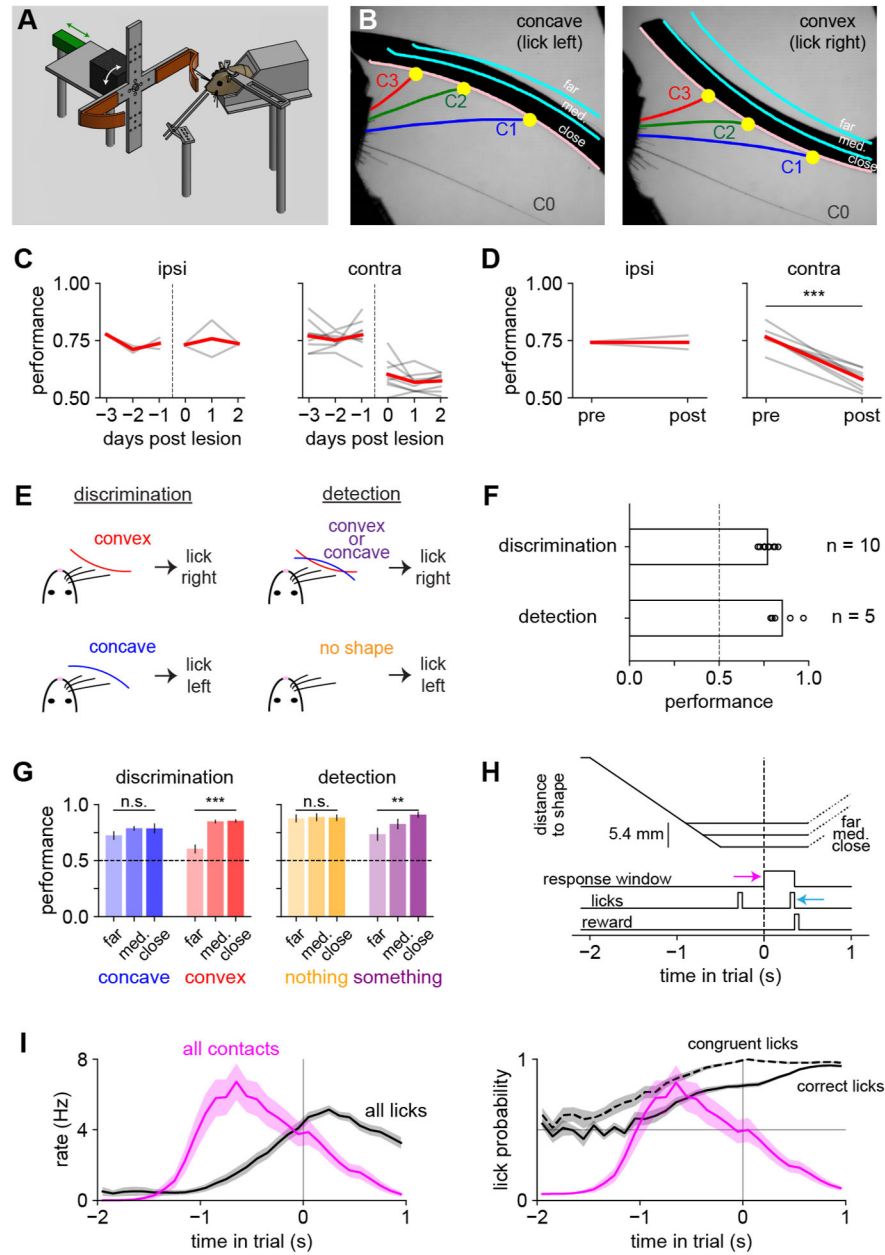 A
B
concave
(lick left)
far
med.
close
C3
C2
C1
C0
convex
(lick right)
far
med.
close
C3
C2
C1
C0
C
ipsi
contra
performance
1.00
0.75
0.50
−3 −2 −1 0 1 2
days post lesion
−3 −2 −1 0 1 2
days post lesion
D
ipsi
contra
performance
1.00
0.75
0.50
***
pre post
pre post
E
discrimination
detection
convex
lick
right
convex
or
concave
lick
right
concave
lick
left
no shape
lick
left
F
discrimination
n = 10
detection
n = 5
0.0 0.5 1.0
performance
G
discrimination
detection
performance
1.0
0.5
0.0
n.s.
***
n.s.
**
far med. close
far med. close
far med. close
far med. close
concave
convex
nothing
something
H
distance
to shape
5.4 mm
far
med.
close
response window
licks
reward
−2 −1 0 1
time in trial (s)
I
all contacts
all licks
rate (Hz)
8
4
0
−2 −1 0 1
time in trial (s)
congruent licks
correct licks
lick probability
1
0
−2 −1 0 1
time in trial (s)